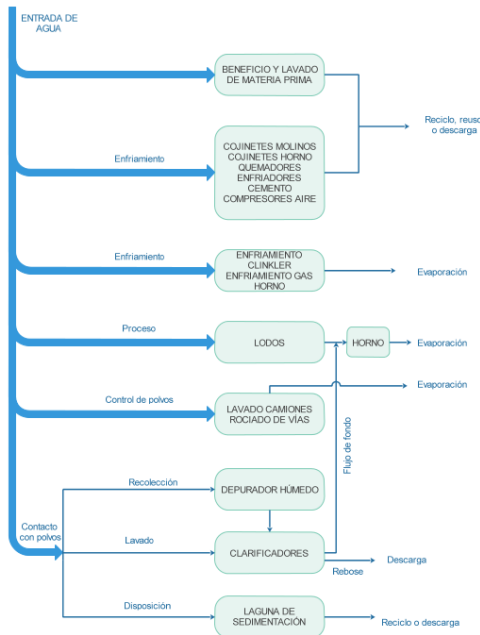 ENTRADA DE
AGUA
BENEFICIO Y LAVADO
DE MATERIA PRIMA
Reciclo, reuso
o descarga
Enfriamiento
COJINETES MOLINOS
COJINETES HORNO
QUEMADORES
ENFRIADORES
CEMENTO
COMPRESORES AIRE
Enfriamiento
ENFRIAMIENTO
CLINKLER
ENFRIAMIENTO GAS
HORNO
Evaporación
Proceso
LODOS
HORNO
Evaporación
Control de polvos
LAVADO CAMIONES
ROCIADO DE VÍAS
Evaporación
Flujo de fondo
Recolección
DEPURADOR HÚMEDO
Contacto
con polvos
Lavado
CLARIFICADORES
Descarga
Rebose
Disposición
LAGUNA DE
SEDIMENTACIÓN
Reciclo o descarga